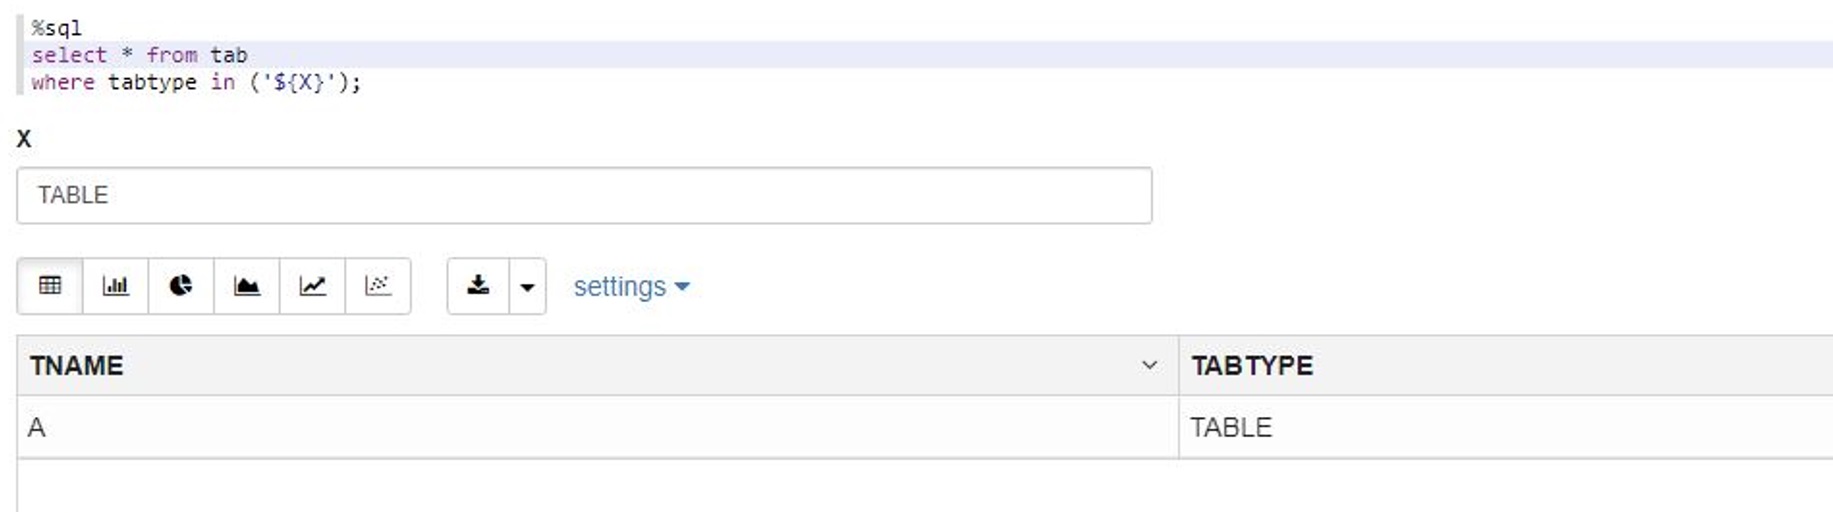 %sql
select * from tab
where tabtype in ('${X}');
X
TABLE
settings
TNAME TABTYPE
A TABLE